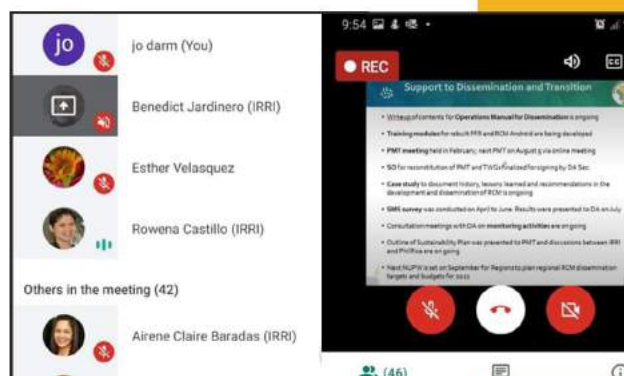 jo
jo darm (You)
Benedict Jardinero (IRRI)
Esther Velasquez
Rowena Castillo (IRRI)
Others in the meeting (42)
Airene Claire Baradas (IRRI)
9:54
REC
CC
Support to Dissemination and Transition
• Writeup of contents for Operations Manual for Dissemination is ongoing
• Training modules for rebuilt FFR and RCM Android are being developed
• PMT meeting held in February; next PMT on August 5 via online meeting
• SO for reconstitution of PMT and TWGs finalized for signing by DA Sec.
• Case study to document history, lessons learned and recommendations in the
development and dissemination of RCM is ongoing
• SMS survey was conducted on April to June. Results were presented to DA on July
• Consultation meetings with DA on monitoring activities are ongoing
• Outline of Sustainability Plan was presented to PMT and discussions between IRRI
and PhilRice are on going
• Next NUPW is set on September for Regions to plan regional RCM dissemination
targets and budgets for 2022
(46)